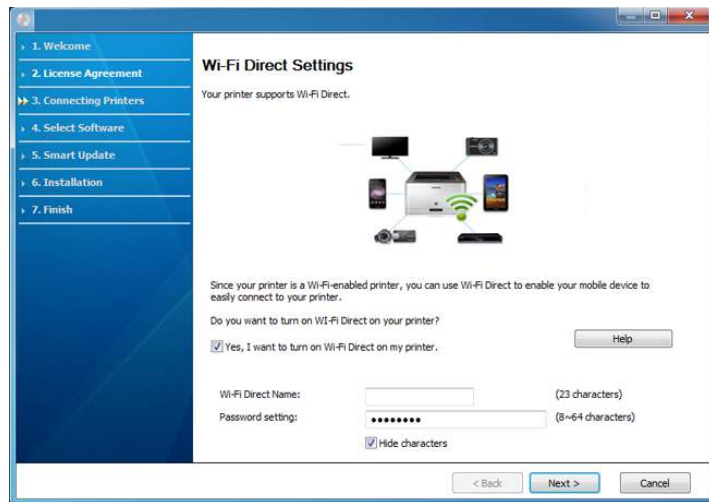 1. Welcome
2. License Agreement
3. Connecting Printers
4. Select Software
5. Smart Update
6. Installation
7. Finish
Wi-Fi Direct Settings
Your printer supports Wi-Fi Direct.
Since your printer is a Wi-Fi-enabled printer, you can use Wi-Fi Direct to enable your mobile device to
easily connect to your printer.
Do you want to turn on WI-Fi Direct on your printer?
Yes, I want to turn on Wi-Fi Direct on my printer.
Help
Wi-Fi Direct Name: (23 characters)
Password setting: •••••••• (8~64 characters)
Hide characters
< Back Next > Cancel